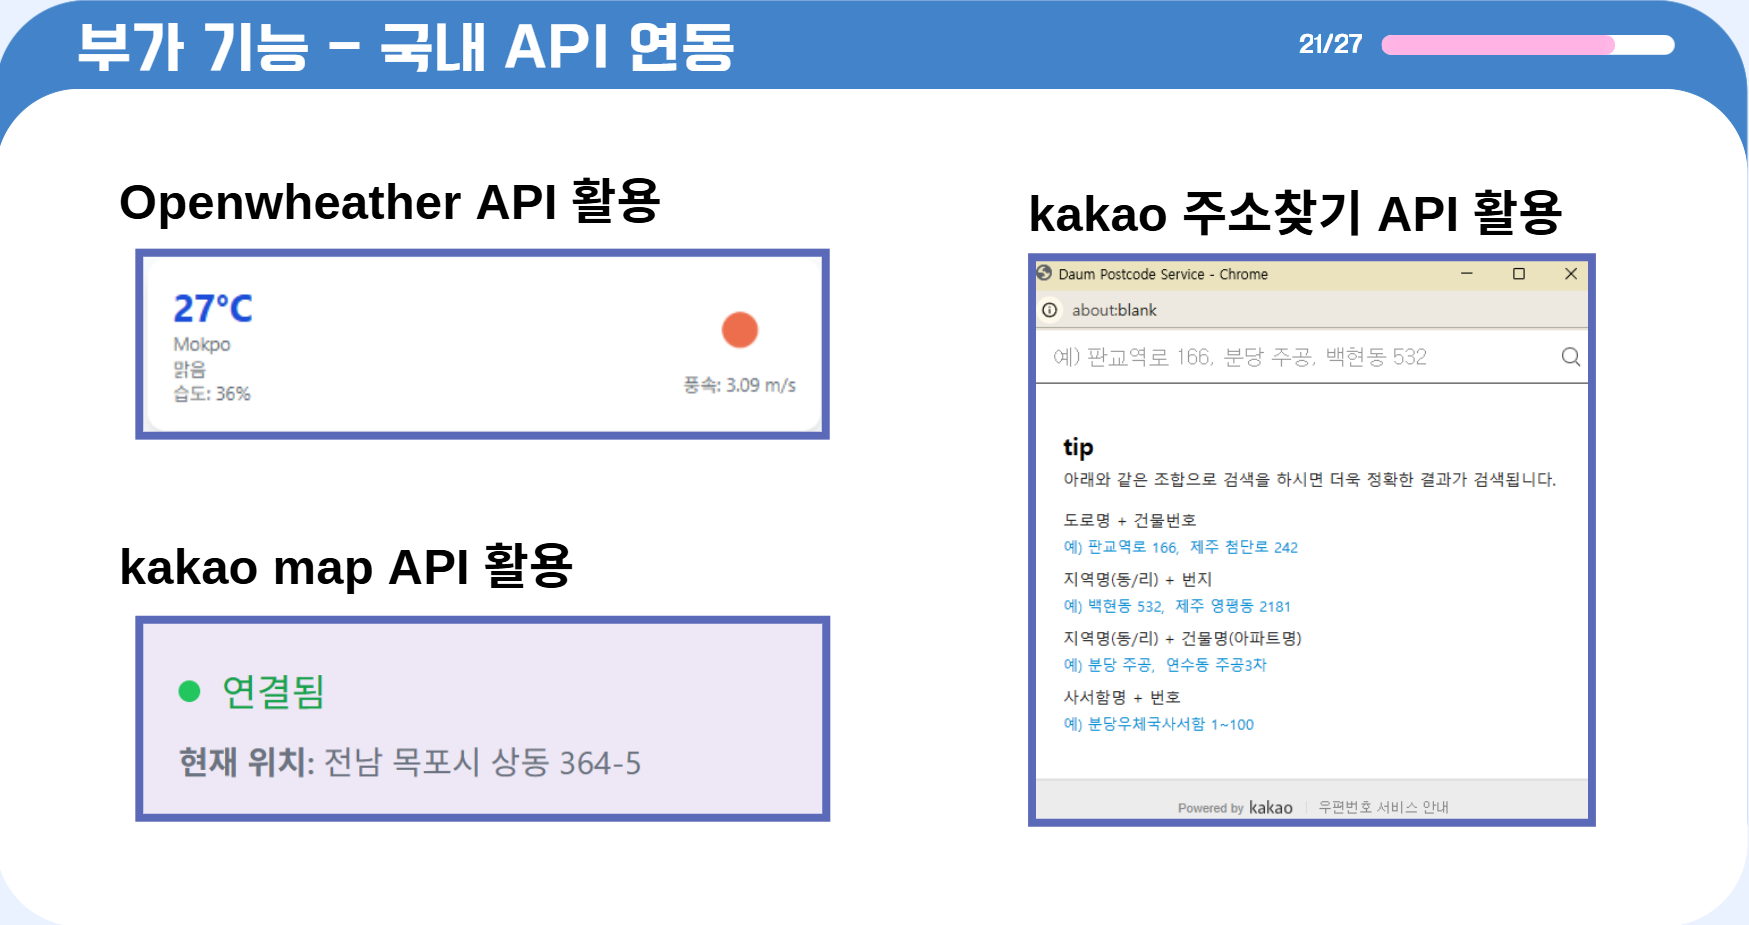 부가 기능 - 국내 API 연동
21/27
Openwheather API 활용
27°C
Mokpo
맑음
습도: 36%
풍속: 3.09 m/s
kakao map API 활용
연결됨
현재 위치: 전남 목포시 상동 364-5
kakao 주소찾기 API 활용
Daum Postcode Service - Chrome
about:blank
예) 판교역로 166, 분당 주공, 백현동 532
tip
아래와 같은 조합으로 검색을 하시면 더욱 정확한 결과가 검색됩니다.
도로명 + 건물번호
예) 판교역로 166, 제주 첨단로 242
지역명(동/리) + 번지
예) 백현동 532, 제주 영평동 2181
지역명(동/리) + 건물명(아파트명)
예) 분당 주공, 연수동 주공3차
사서함명 + 번호
예) 분당우체국사서함 1~100
Powered by kakao | 우편번호 서비스 안내